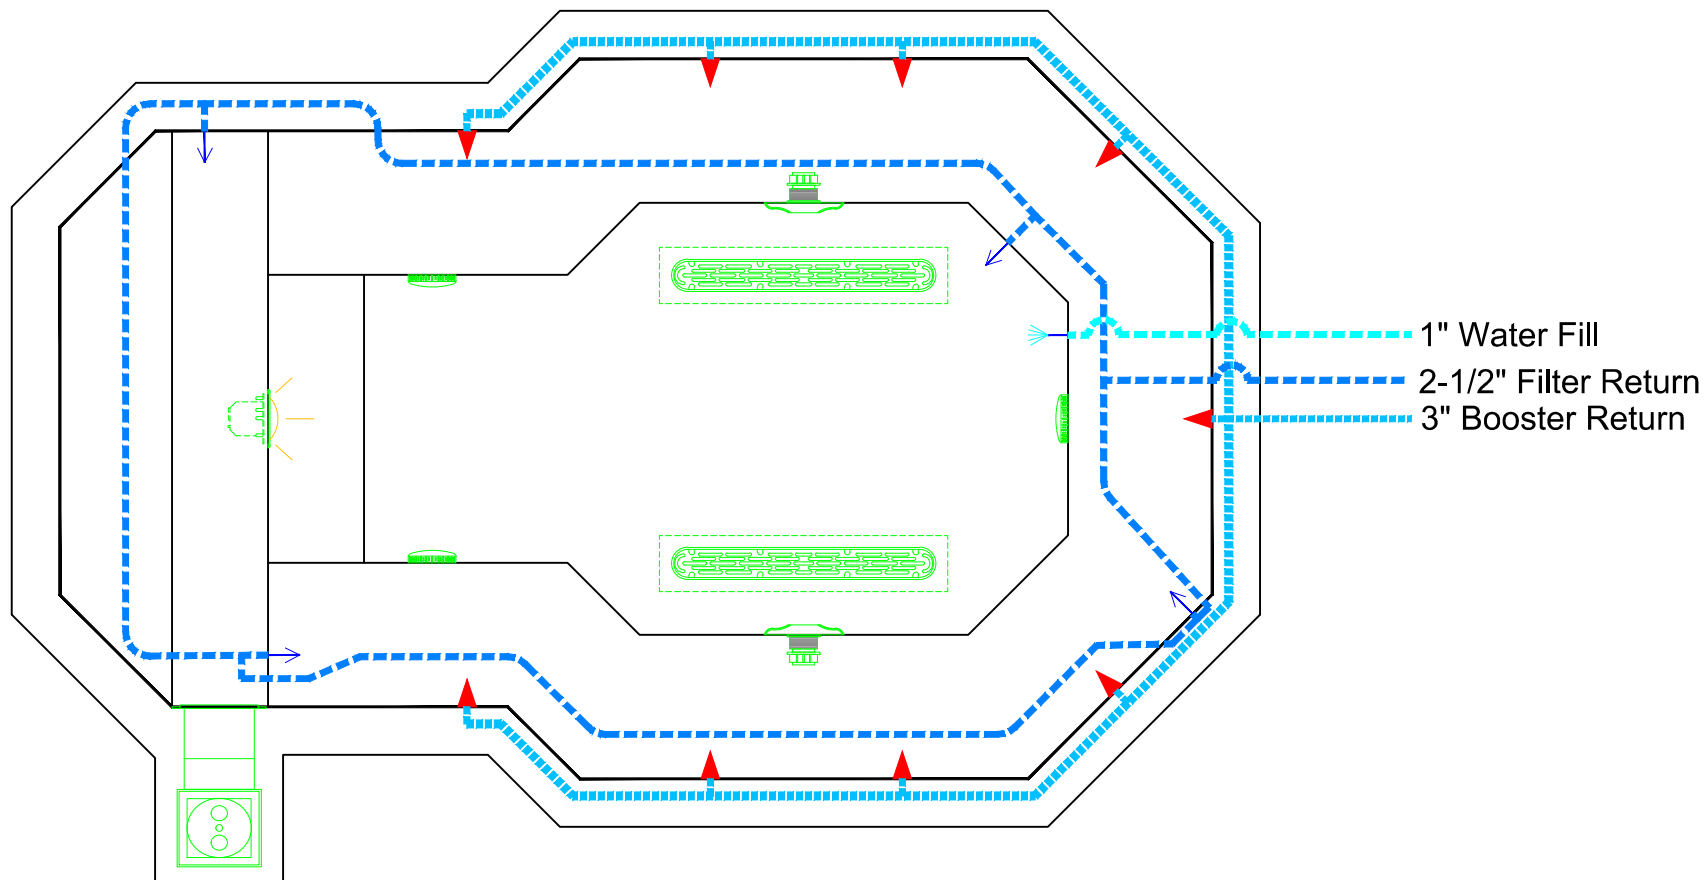 1" Water Fill
2-1/2" Filter Return
3" Booster Return